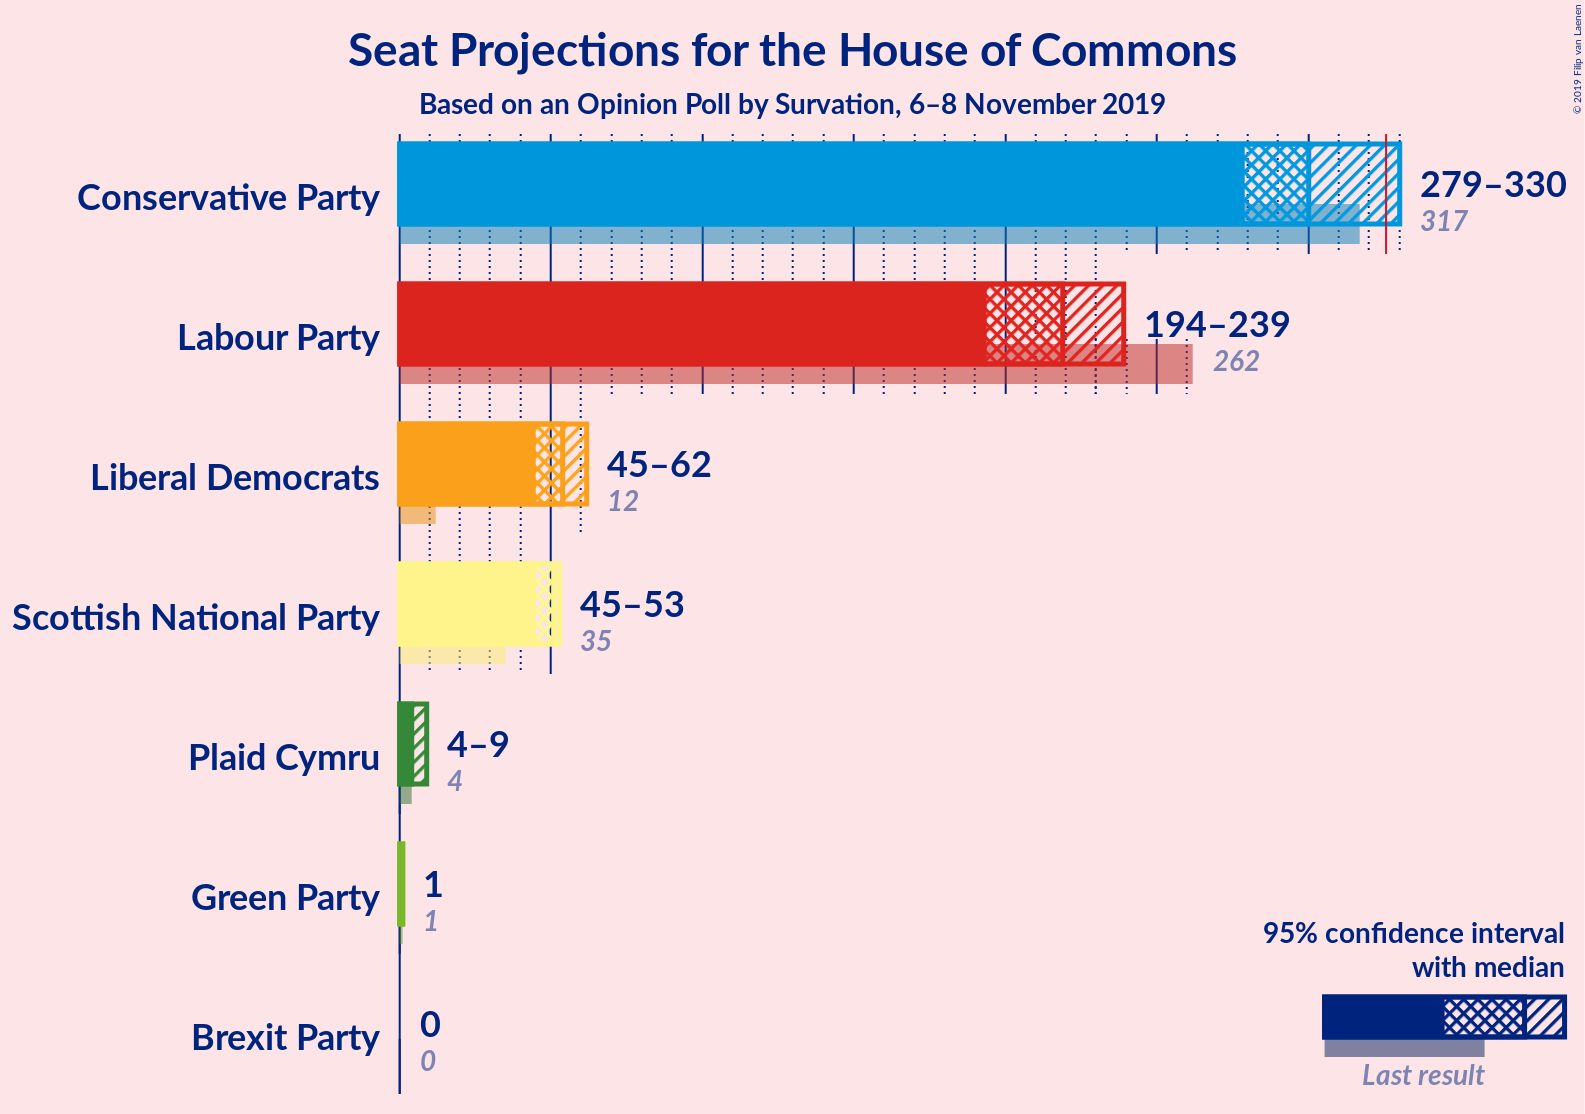 Seat Projections for the House of Commons
Based on an Opinion Poll by Survation, 6–8 November 2019
© 2019 Filip van Laenen
Conservative Party
279–330
317
Labour Party
194–239
262
Liberal Democrats
45–62
12
Scottish National Party
45–53
35
Plaid Cymru
4–9
4
Green Party
1
1
Brexit Party
0
0
95% confidence interval
with median
Last result